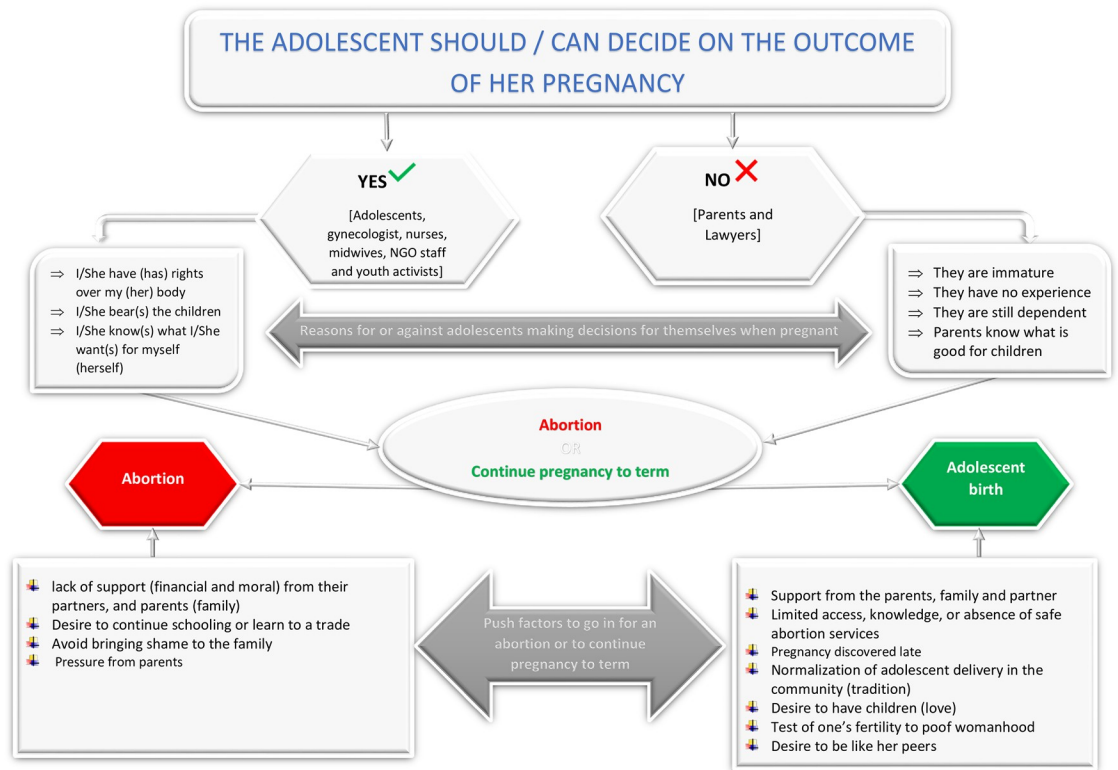 THE ADOLESCENT SHOULD / CAN DECIDE ON THE OUTCOME
OF HER PREGNANCY
YES
[Adolescents,
gynecologist, nurses,
midwives, NGO staff
and youth activists]
NO
[Parents and
Lawyers]
⇒ I/She have (has) rights
over my (her) body
⇒ I/She bear(s) the children
⇒ I/She know(s) what I/She
want(s) for myself
(herself)
Reasons for or against adolescents making decisions for themselves when pregnant
⇒ They are immature
⇒ They have no experience
⇒ They are still dependent
⇒ Parents know what is
good for children
Abortion
OR
Continue pregnancy to term
Abortion
Adolescent
birth
lack of support (financial and moral) from their
partners, and parents (family)
Desire to continue schooling or learn to a trade
Avoid bringing shame to the family
Pressure from parents
Push factors to go in for an
abortion or to continue
pregnancy to term
Support from the parents, family and partner
Limited access, knowledge, or absence of safe
abortion services
Pregnancy discovered late
Normalization of adolescent delivery in the
community (tradition)
Desire to have children (love)
Test of one's fertility to poof womanhood
Desire to be like her peers